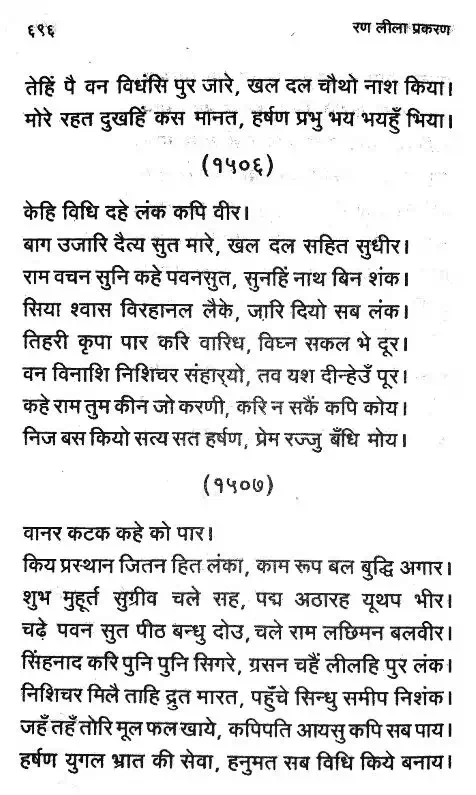 ६९६ रण लीला प्रकरण
तेहिं पै वन विधंसि पुर जारे, खल दल चौथो नाश किया।
मोरे रहत दुखहिं कस मानत, हर्षण प्रभु भय भयहुँ भिया।
(१५०६)
केहि विधि दहे लंक कपि वीर।
बाग उजारि दैत्य सुत मारे, खल दल सहित सुधीर।
राम वचन सुनि कहे पवनसुत, सुनहिं नाथ बिन शंक।
सिया श्वास विरहानल लैके, जारि दियो सब लंक।
तिहरी कृपा पार करि वारिध, विघ्न सकल भे दूर।
वन विनाशि निशिचर संहार्‌यो, तव यश दीन्हेउँ पूर।
कहे राम तुम कीन जो करणी, करि न सकैं कपि कोय।
निज बस कियो सत्य सत हर्षण, प्रेम रज्जु बँधि मोय।
(१५०७)
वानर कटक कहे को पार।
किय प्रस्थान जितन हित लंका, काम रूप बल बुद्धि अगार।
शुभ मुहूर्त सुग्रीव चले सह, पद्म अठारह यूथप भीर।
चढ़े पवन सुत पीठ बन्धु दोउ, चले राम लछिमन बलवीर।
सिंहनाद करि पुनि पुनि सिगरे, ग्रसन चहैं लीलहि पुर लंक।
निशिचर मिलै ताहि द्रुत मारत, पहुँचे सिन्धु समीप निशंक।
जहँ तहँ तोरि मूल फल खाये, कपिपति आयसु कपि सब पाय।
हर्षण युगल भ्रात की सेवा, हनुमत सब विधि किये बनाय।